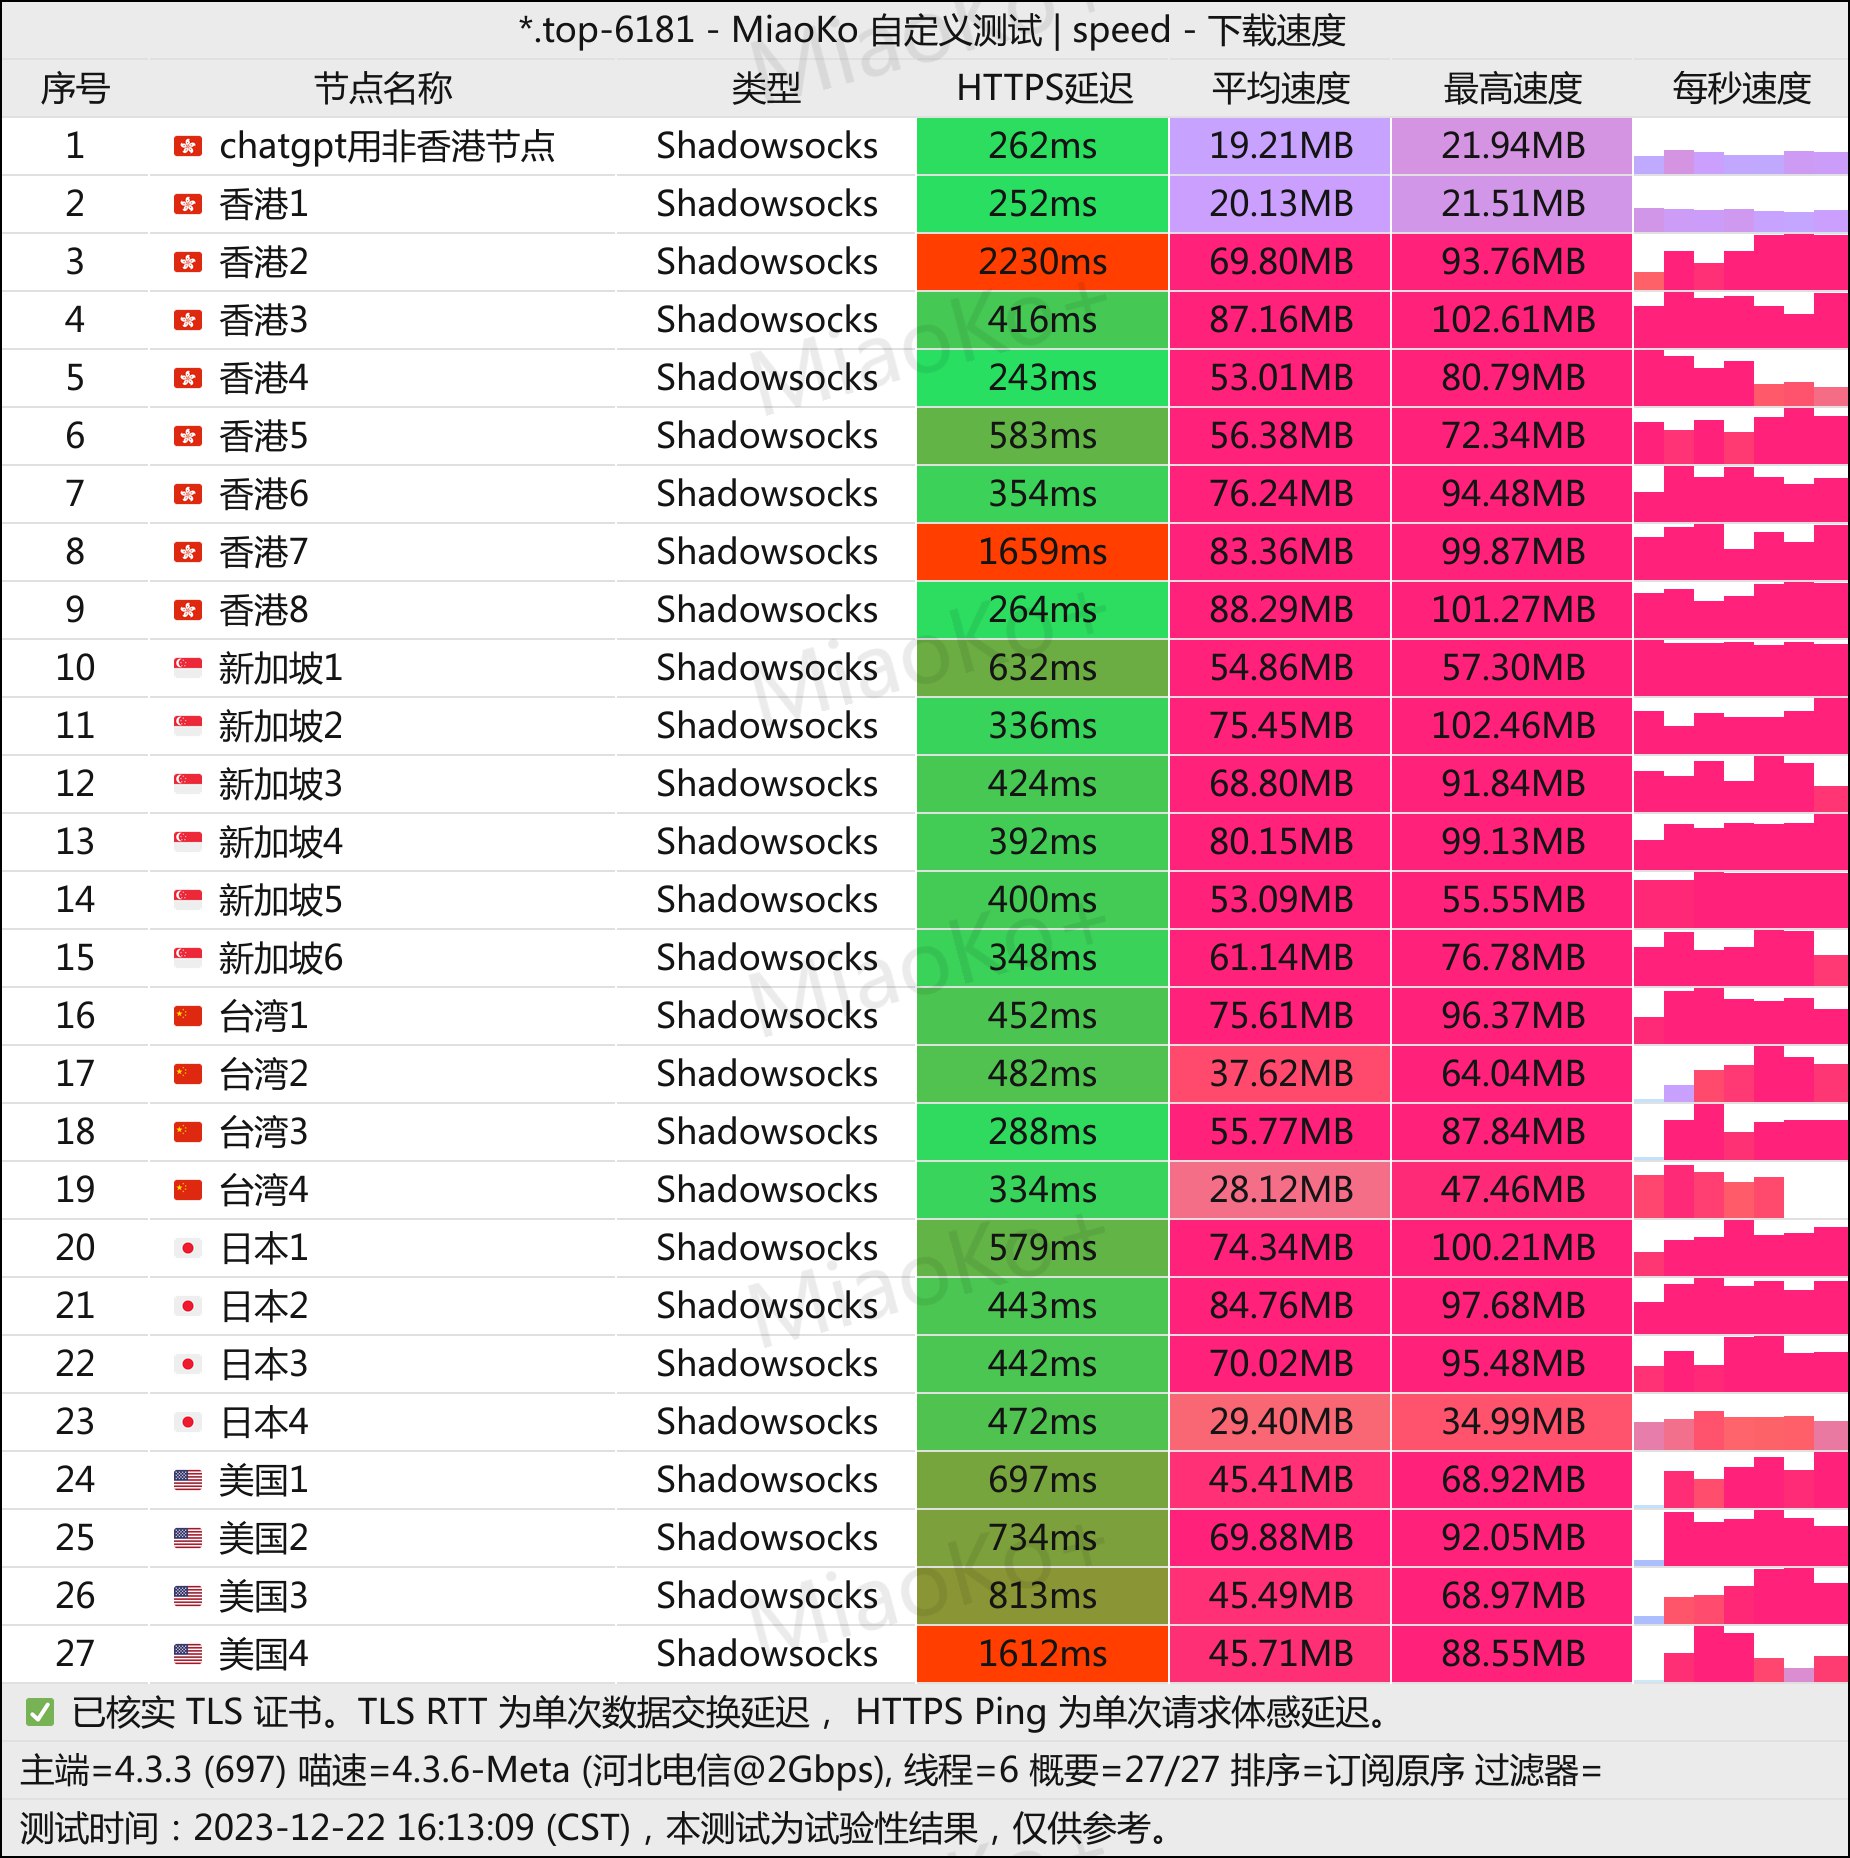 *.top-6181 - MiaoKo 自定义测试 | speed - 下载速度
序号 节点名称 类型 HTTPS延迟 平均速度 最高速度 每秒速度
1 chatgpt用非香港节点 Shadowsocks 262ms 19.21MB 21.94MB
2 香港1 Shadowsocks 252ms 20.13MB 21.51MB
3 香港2 Shadowsocks 2230ms 69.80MB 93.76MB
4 香港3 Shadowsocks 416ms 87.16MB 102.61MB
5 香港4 Shadowsocks 243ms 53.01MB 80.79MB
6 香港5 Shadowsocks 583ms 56.38MB 72.34MB
7 香港6 Shadowsocks 354ms 76.24MB 94.48MB
8 香港7 Shadowsocks 1659ms 83.36MB 99.87MB
9 香港8 Shadowsocks 264ms 88.29MB 101.27MB
10 新加坡1 Shadowsocks 632ms 54.86MB 57.30MB
11 新加坡2 Shadowsocks 336ms 75.45MB 102.46MB
12 新加坡3 Shadowsocks 424ms 68.80MB 91.84MB
13 新加坡4 Shadowsocks 392ms 80.15MB 99.13MB
14 新加坡5 Shadowsocks 400ms 53.09MB 55.55MB
15 新加坡6 Shadowsocks 348ms 61.14MB 76.78MB
16 台湾1 Shadowsocks 452ms 75.61MB 96.37MB
17 台湾2 Shadowsocks 482ms 37.62MB 64.04MB
18 台湾3 Shadowsocks 288ms 55.77MB 87.84MB
19 台湾4 Shadowsocks 334ms 28.12MB 47.46MB
20 日本1 Shadowsocks 579ms 74.34MB 100.21MB
21 日本2 Shadowsocks 443ms 84.76MB 97.68MB
22 日本3 Shadowsocks 442ms 70.02MB 95.48MB
23 日本4 Shadowsocks 472ms 29.40MB 34.99MB
24 美国1 Shadowsocks 697ms 45.41MB 68.92MB
25 美国2 Shadowsocks 734ms 69.88MB 92.05MB
26 美国3 Shadowsocks 813ms 45.49MB 68.97MB
27 美国4 Shadowsocks 1612ms 45.71MB 88.55MB
✅ 已核实 TLS 证书。TLS RTT 为单次数据交换延迟，HTTPS Ping 为单次请求体感延迟。
主端=4.3.3 (697) 喵速=4.3.6-Meta (河北电信@2Gbps), 线程=6 概要=27/27 排序=订阅原序 过滤器=
测试时间：2023-12-22 16:13:09 (CST)，本测试为试验性结果，仅供参考。
MiaoKo+
MiaoKo+
MiaoKo+
MiaoKo+
MiaoKo+
MiaoKo+
MiaoKo+